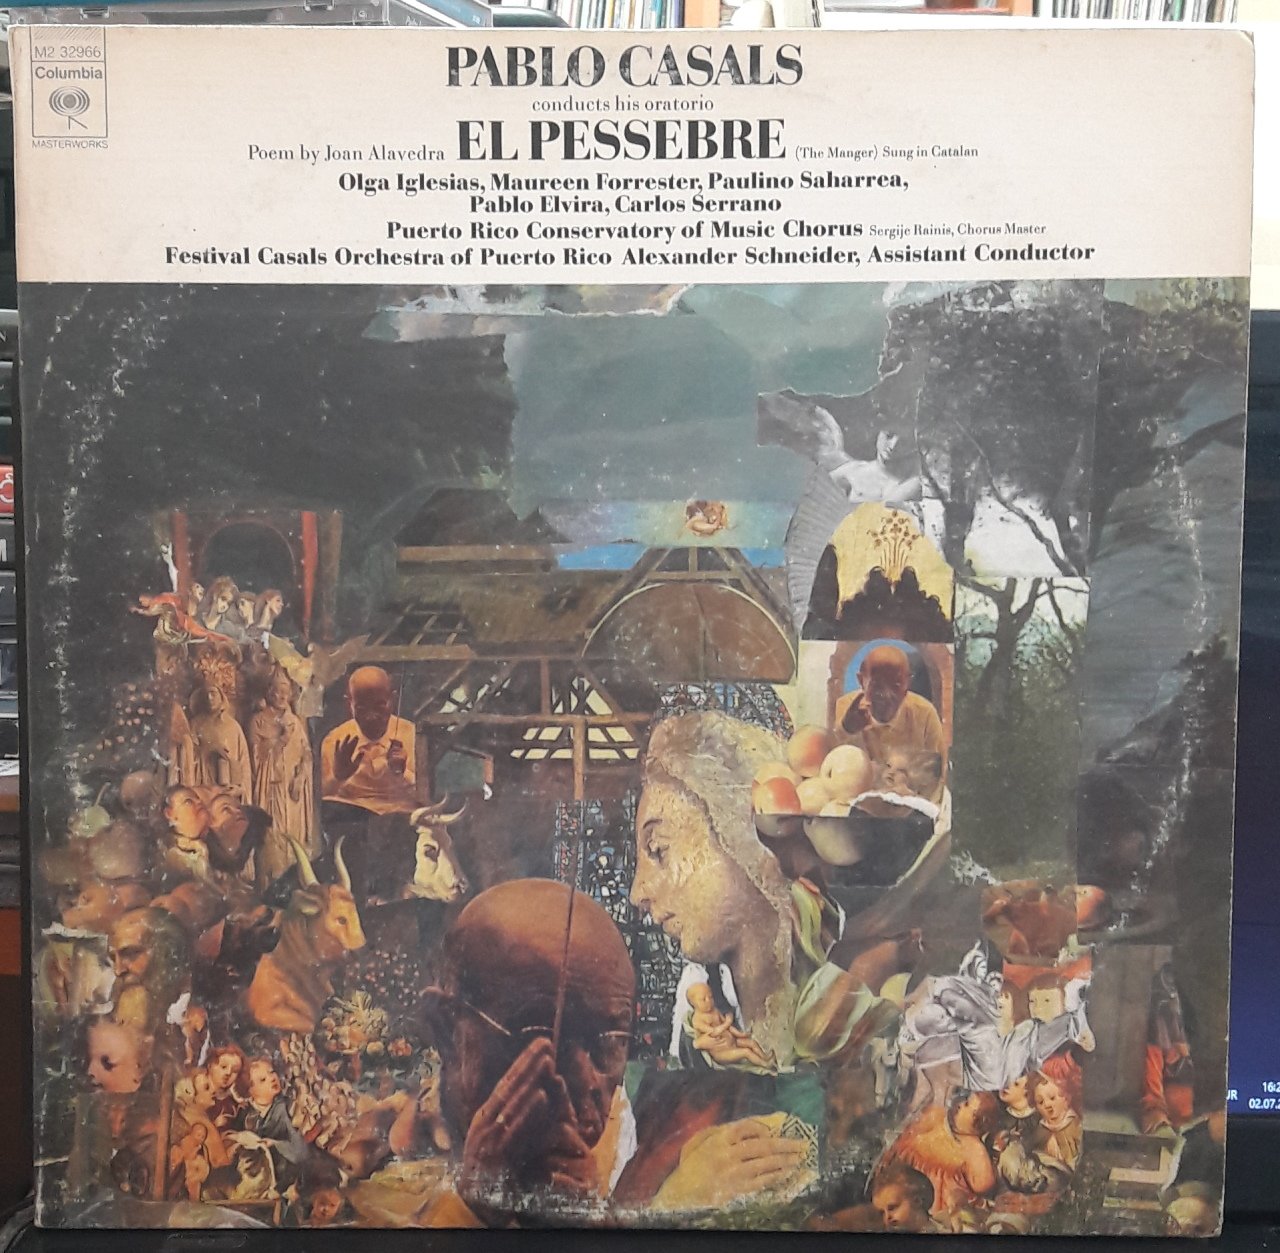 M2 32966
Columbia
MASTERWORKS
PABLO CASALS
conducts his oratorio
Poem by Joan Alavedra EL PESSEBRE (The Manger) Sung in Catalan
Olga Iglesias, Maureen Forrester, Paulino Saharrea,
Pablo Elvira, Carlos Serrano
Puerto Rico Conservatory of Music Chorus Sergije Rainis, Chorus Master
Festival Casals Orchestra of Puerto Rico Alexander Schneider, Assistant Conductor